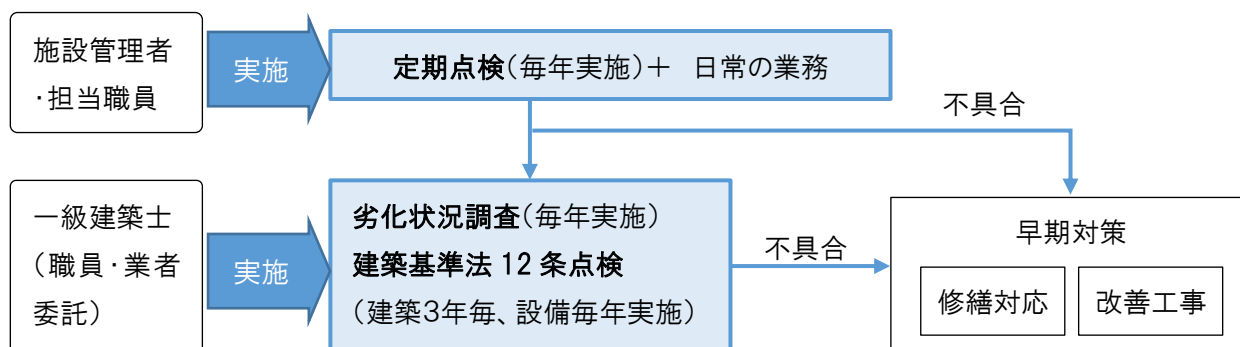 施設管理者
・担当職員
実施
定期点検(毎年実施)＋ 日常の業務
不具合
一級建築士
(職員・業者
委託)
実施
劣化状況調査(毎年実施)
建築基準法 12 条点検
(建築3年毎、設備毎年実施)
不具合
早期対策
修繕対応
改善工事